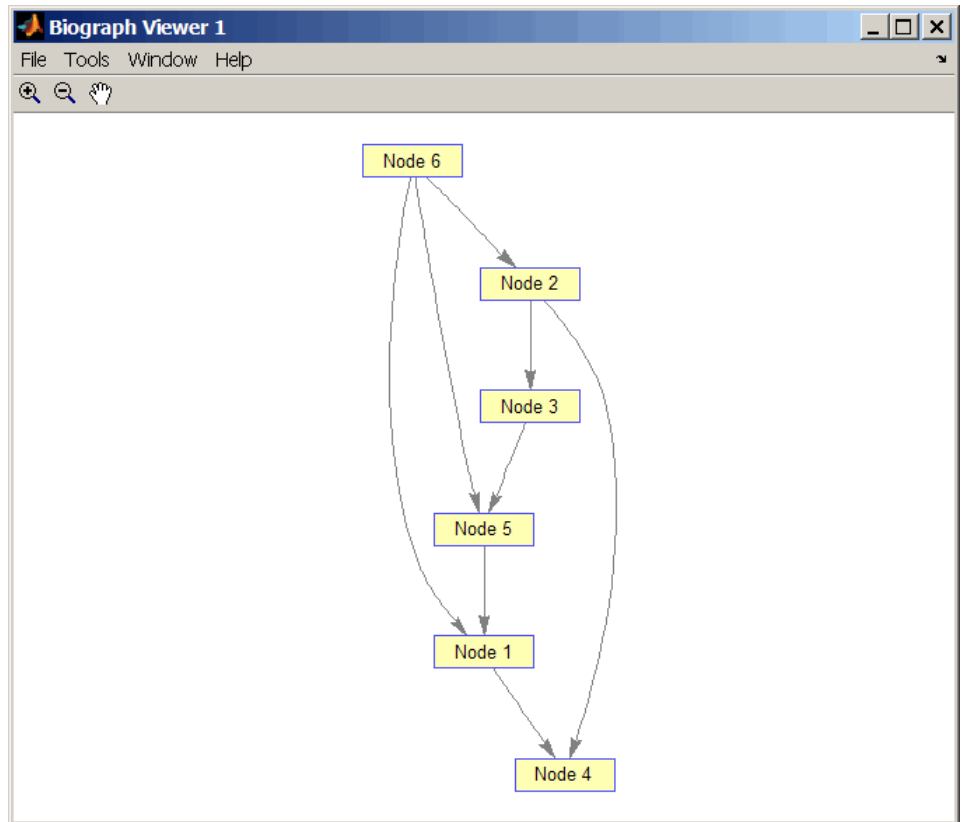 Biograph Viewer 1
File Tools Window Help
Node 6
Node 2
Node 3
Node 5
Node 1
Node 4